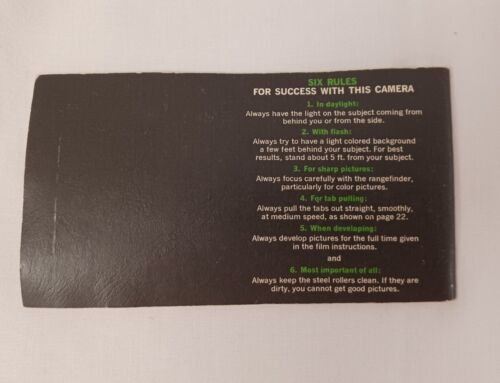 SIX RULES
FOR SUCCESS WITH THIS CAMERA
1. In daylight:
Always have the light on the subject coming from
behind you or from the side.
2. With flash:
Always try to have a light colored background
a few feet behind your subject. For best
results, stand about 5 ft. from your subject.
3. For sharp pictures:
Always focus carefully with the rangefinder,
particularly for color pictures.
4. For tab pulling:
Always pull the tabs out straight, smoothly,
at medium speed, as shown on page 22.
5. When developing:
Always develop pictures for the full time given
in the film instructions.
and
6. Most important of all:
Always keep the steel rollers clean. If they are
dirty, you cannot get good pictures.